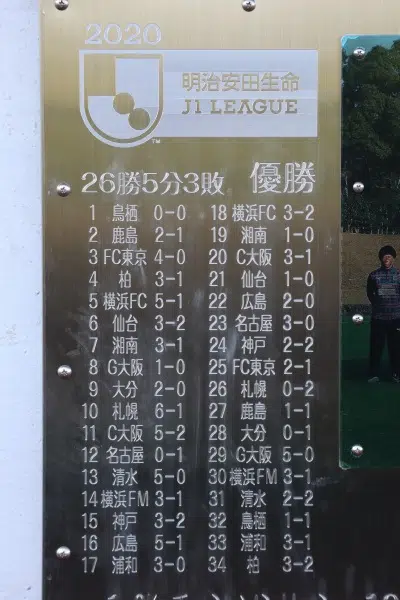 2020
明治安田生命
J1 LEAGUE
26勝5分3敗 優勝
1 鳥栖 0-0 18 横浜FC 3-2
2 鹿島 2-1 19 湘南 1-0
3 FC東京 4-0 20 C大阪 3-1
4 柏 3-1 21 仙台 1-0
5 横浜FC 5-1 22 広島 2-0
6 仙台 3-2 23 名古屋 3-0
7 湘南 3-1 24 神戸 2-2
8 G大阪 1-0 25 FC東京 2-1
9 大分 2-0 26 札幌 0-2
10 札幌 6-1 27 鹿島 1-1
11 C大阪 5-2 28 大分 0-1
12 名古屋 0-1 29 G大阪 5-0
13 清水 5-0 30 横浜FM 3-1
14 横浜FM 3-1 31 清水 2-2
15 神戸 3-2 32 鳥栖 1-1
16 広島 5-1 33 浦和 3-1
17 浦和 3-0 34 柏 3-2